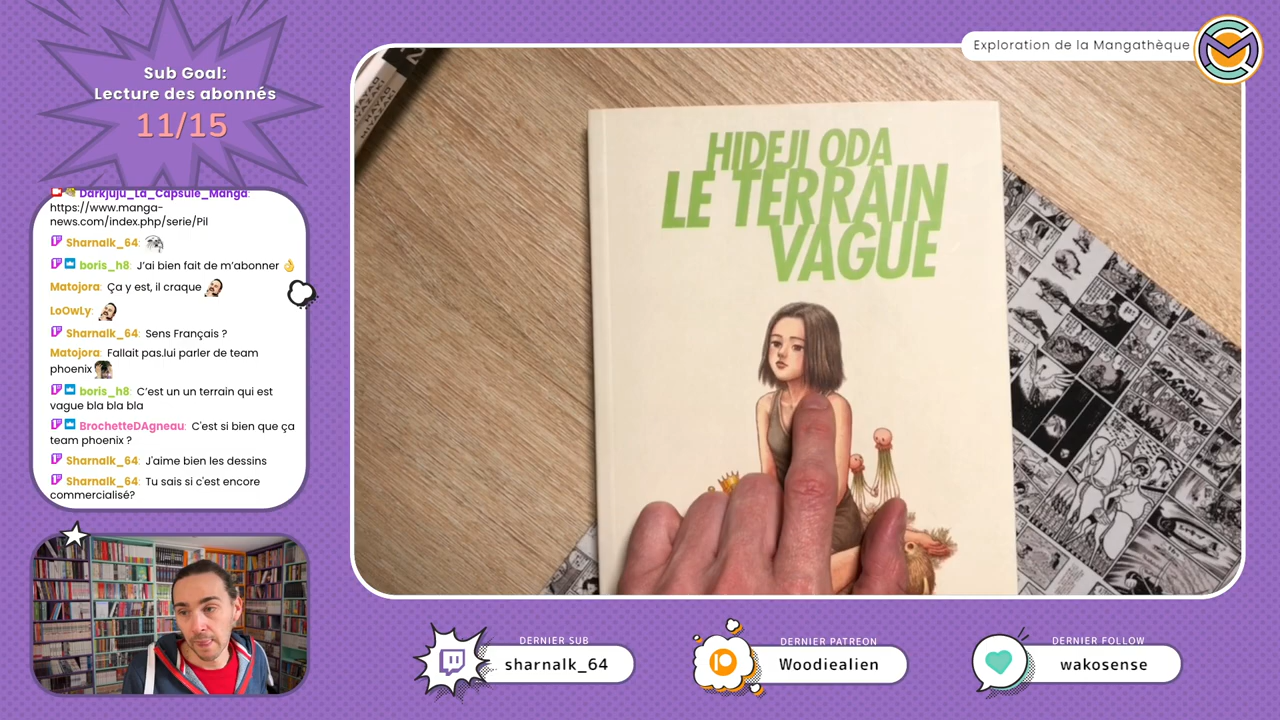 Sub Goal:
Lecture des abonnés
11/15
Darkjuju_La_Capsule_Manga:
https://www.manga-
news.com/index.php/serie/Pil
Sharnalk_64:
boris_h8: J'ai bien fait de m'abonner 👌
Matojora: Ça y est, il craque
LoOwLy:
Sharnalk_64: Sens Français ?
Matojora: Fallait pas.lui parler de team
phoenix
boris_h8: C'est un un terrain qui est
vague bla bla bla
BrochetteDAgneau: C'est si bien que ça
team phoenix ?
Sharnalk_64: J'aime bien les dessins
Sharnalk_64: Tu sais si c'est encore
commercialisé?
Exploration de la Mangathèque
HIDEJI ODA
LE TERRAIN
VAGUE
DERNIER SUB
sharnalk_64
DERNIER PATREON
Woodiealien
DERNIER FOLLOW
wakosense